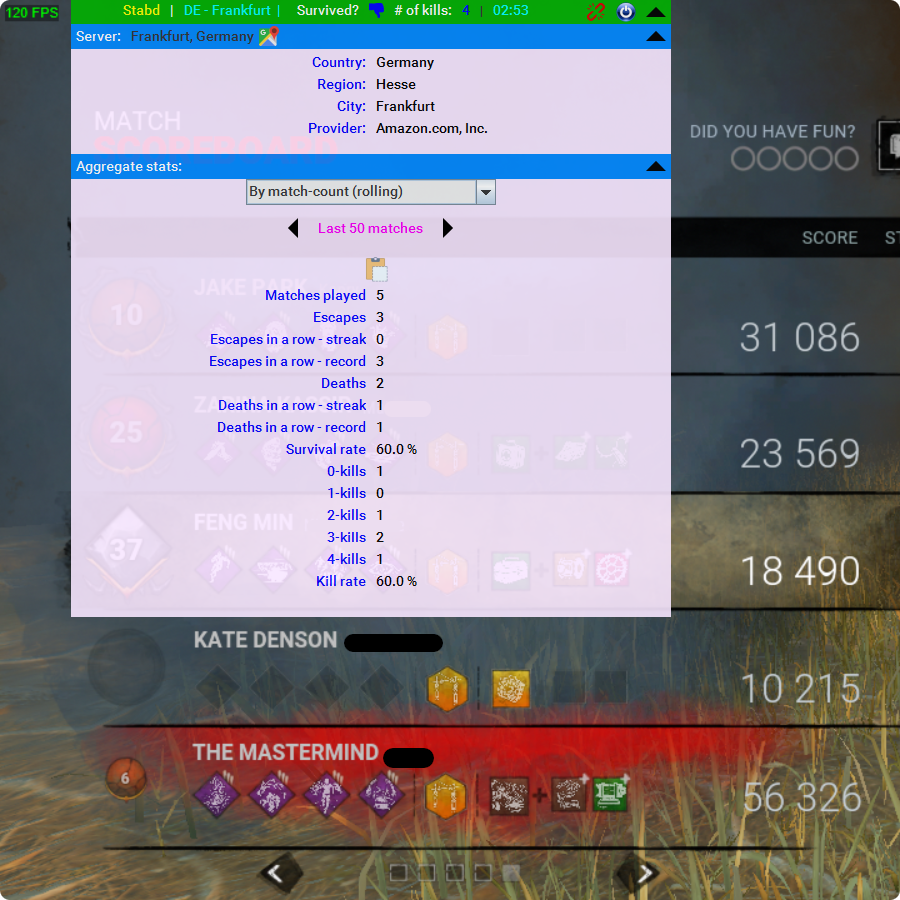 120 FPS
Stabd | DE - Frankfurt | Survived? # of kills: 4 | 02:53
Server: Frankfurt, Germany
Country: Germany
Region: Hesse
City: Frankfurt
Provider: Amazon.com, Inc.
MATCH
SCOREBOARD
DID YOU HAVE FUN?
Aggregate stats:
By match-count (rolling)
Last 50 matches
SCORE
Matches played 5
Escapes 3
Escapes in a row - streak 0
Escapes in a row - record 3
Deaths 2
Deaths in a row - streak 1
Deaths in a row - record 1
Survival rate 60.0 %
0-kills 1
1-kills 0
2-kills 1
3-kills 2
4-kills 1
Kill rate 60.0 %
JAKE PARK
10
31 086
25
23 569
FENG MIN
37
18 490
KATE DENSON
10 215
THE MASTERMIND
6
56 326